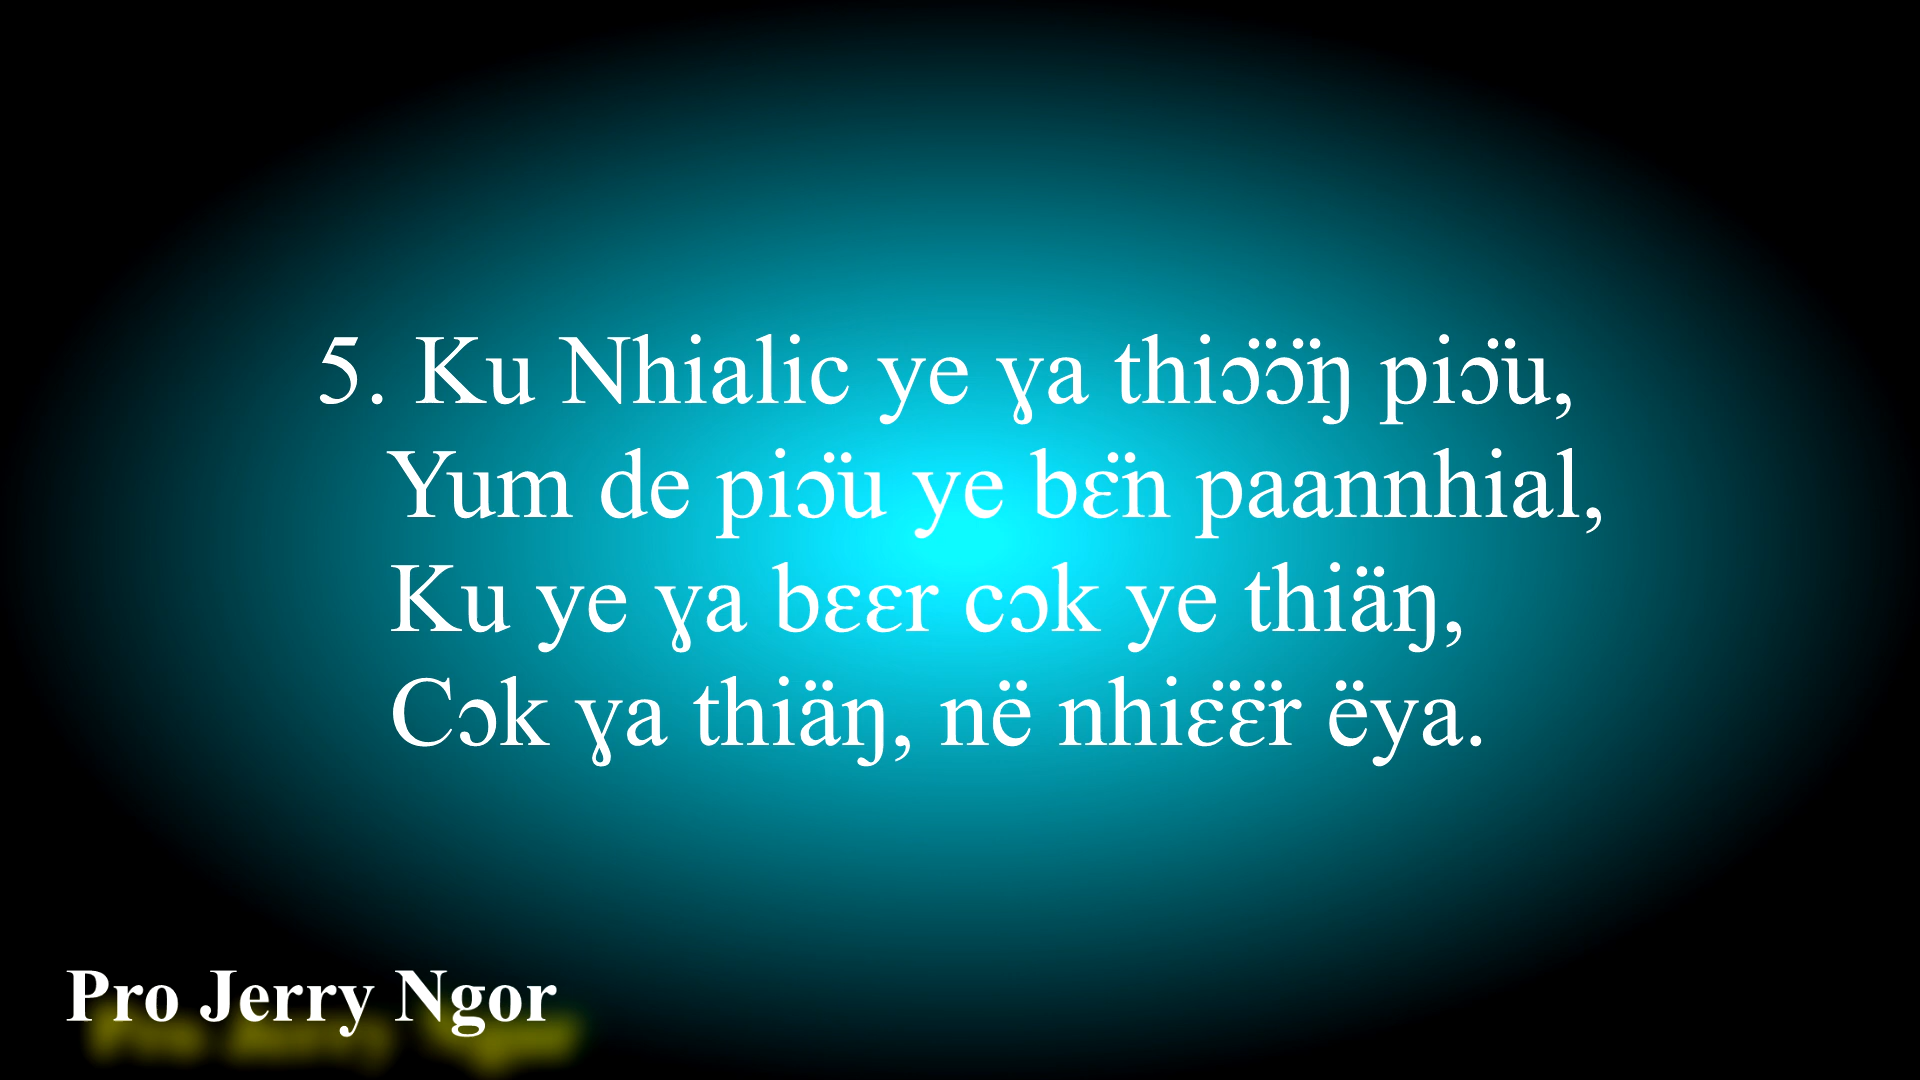 5. Ku Nhialic ye ɣa thiɔ̈ɔ̈ŋ piɔ̈u,
Yum de piɔ̈u ye bɛ̈n paannhial,
Ku ye ɣa bɛɛr cɔk ye thiäŋ,
Cɔk ɣa thiäŋ, në nhiɛ̈ɛ̈r ëya.
Pro Jerry Ngor